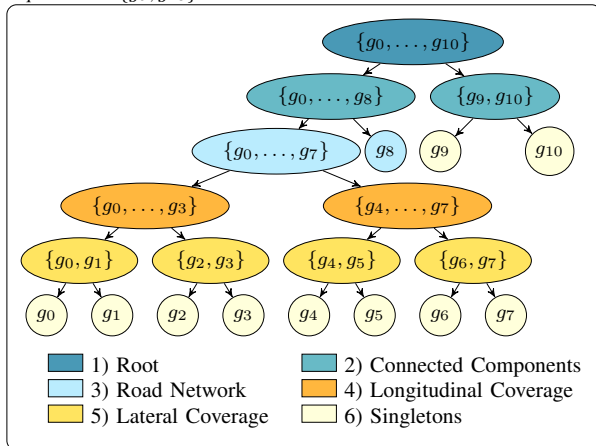 {g0, . . . , g10}
{g0, . . . , g8} {g9, g10}
{g0, . . . , g7} g8 g9 g10
{g0, . . . , g3} {g4, . . . , g7}
{g0, g1} {g2, g3} {g4, g5} {g6, g7}
g0 g1 g2 g3 g4 g5 g6 g7
1) Root 2) Connected Components
3) Road Network 4) Longitudinal Coverage
5) Lateral Coverage 6) Singletons